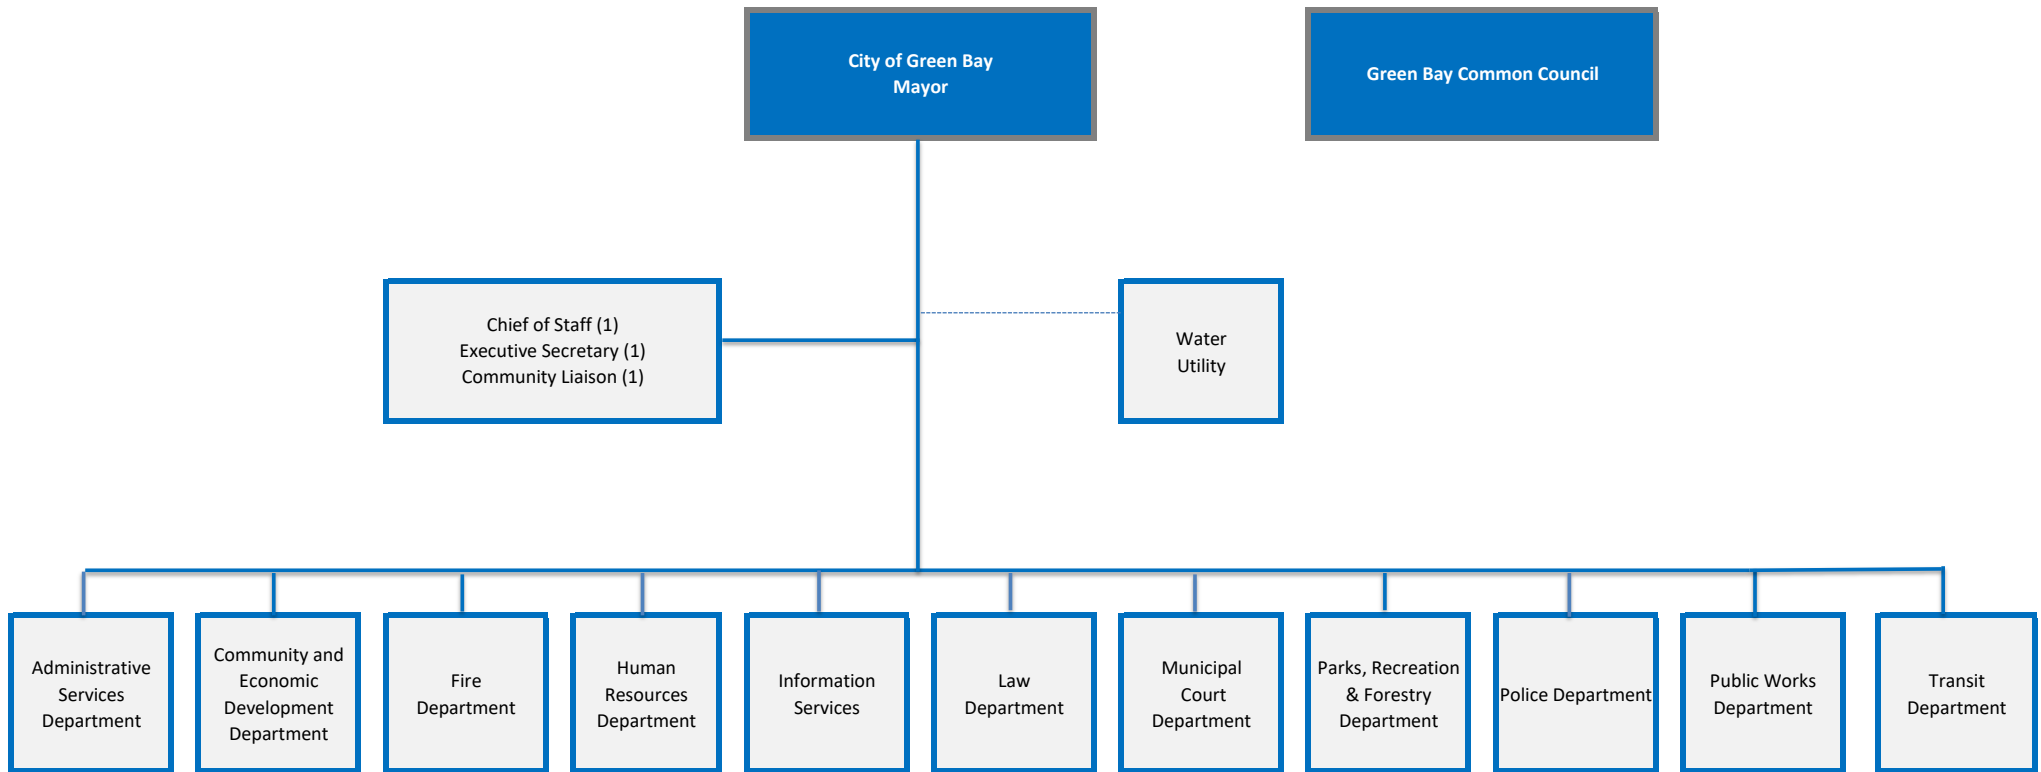 City of Green Bay
Mayor
Green Bay Common Council
Chief of Staff (1)
Executive Secretary (1)
Community Liaison (1)
Water
Utility
Administrative
Services
Department
Community and
Economic
Development
Department
Fire
Department
Human
Resources
Department
Information
Services
Law
Department
Municipal
Court
Department
Parks, Recreation
& Forestry
Department
Police Department
Public Works
Department
Transit
Department